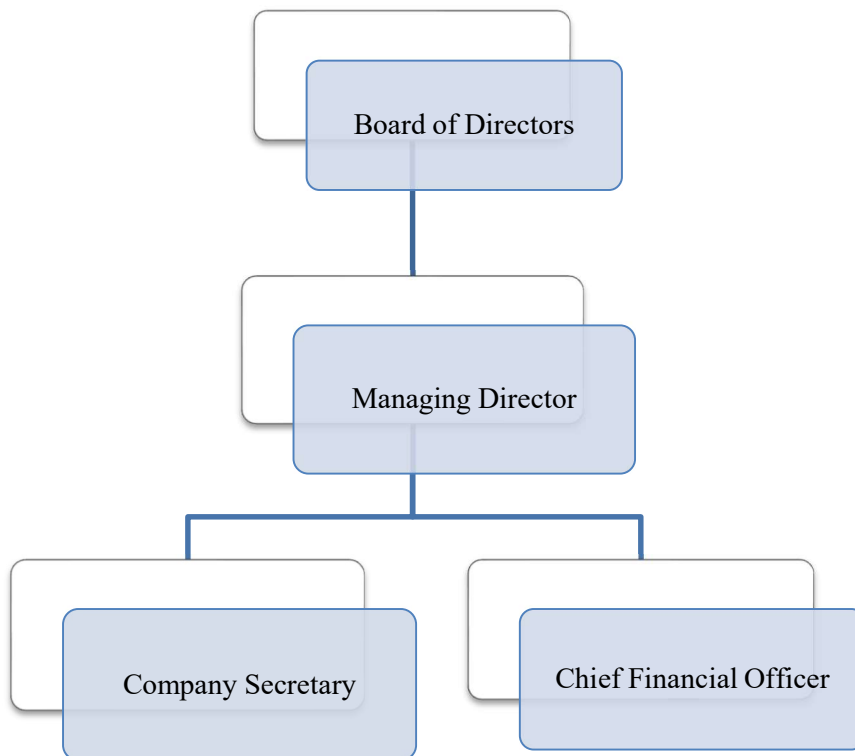 Board of Directors
Managing Director
Company Secretary
Chief Financial Officer